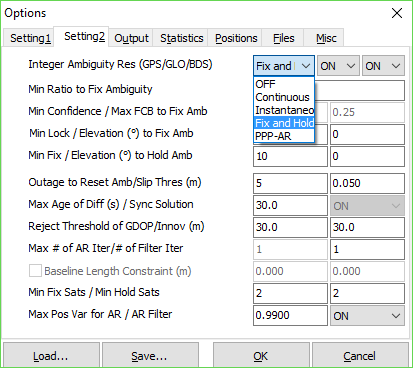 Options
Setting1 Setting2 Output Statistics Positions Files Misc
Integer Ambiguity Res (GPS/GLO/BDS) Fix and ON ON
OFF
Min Ratio to Fix Ambiguity Continuous
Min Confidence / Max FCB to Fix Amb Instantaneo 0.25
Min Lock / Elevation (°) to Fix Amb Fix and Hold 0
PPP-AR
Min Fix / Elevation (°) to Hold Amb 10 0
Outage to Reset Amb/Slip Thres (m) 5 0.050
Max Age of Diff (s) / Sync Solution 30.0 ON
Reject Threshold of GDOP/Innov (m) 30.0 30.0
Max # of AR Iter/# of Filter Iter 1 1
Baseline Length Constraint (m) 0.000 0.000
Min Fix Sats / Min Hold Sats 2 2
Max Pos Var for AR / AR Filter 0.9900 ON
Load... Save... OK Cancel